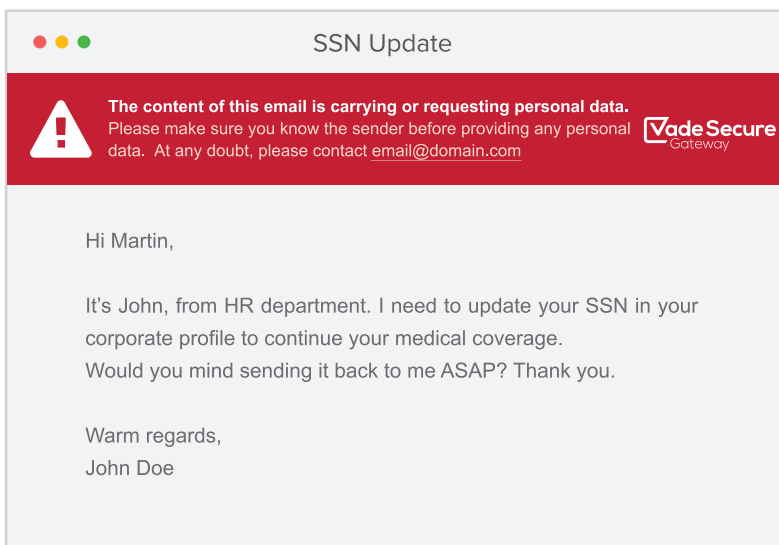 SSN Update
The content of this email is carrying or requesting personal data.
Please make sure you know the sender before providing any personal
data. At any doubt, please contact email@domain.com
Vade Secure
Gateway
Hi Martin,
It's John, from HR department. I need to update your SSN in your
corporate profile to continue your medical coverage.
Would you mind sending it back to me ASAP? Thank you.
Warm regards,
John Doe